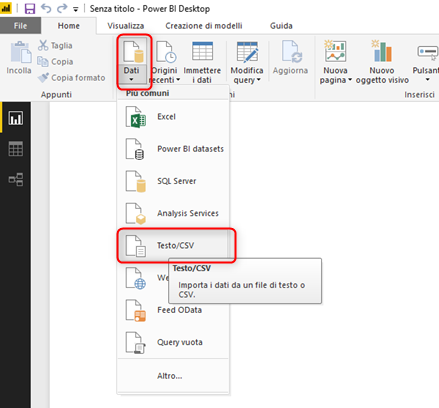 Senza titolo - Power BI Desktop
File Home Visualizza Creazione di modelli Guida
Incolla
Taglia
Copia
Copia formato
Appunti
Dati
Origini recenti
Immettere i dati
Modifica query
Aggiorna
Nuova pagina
Nuovo oggetto visivo
Pulsant
Inserisci
Più comuni
Excel
Power BI datasets
SQL Server
Analysis Services
Testo/CSV
Testo/CSV
Importa i dati da un file di testo o
CSV.
We
Feed OData
Query vuota
Altro...